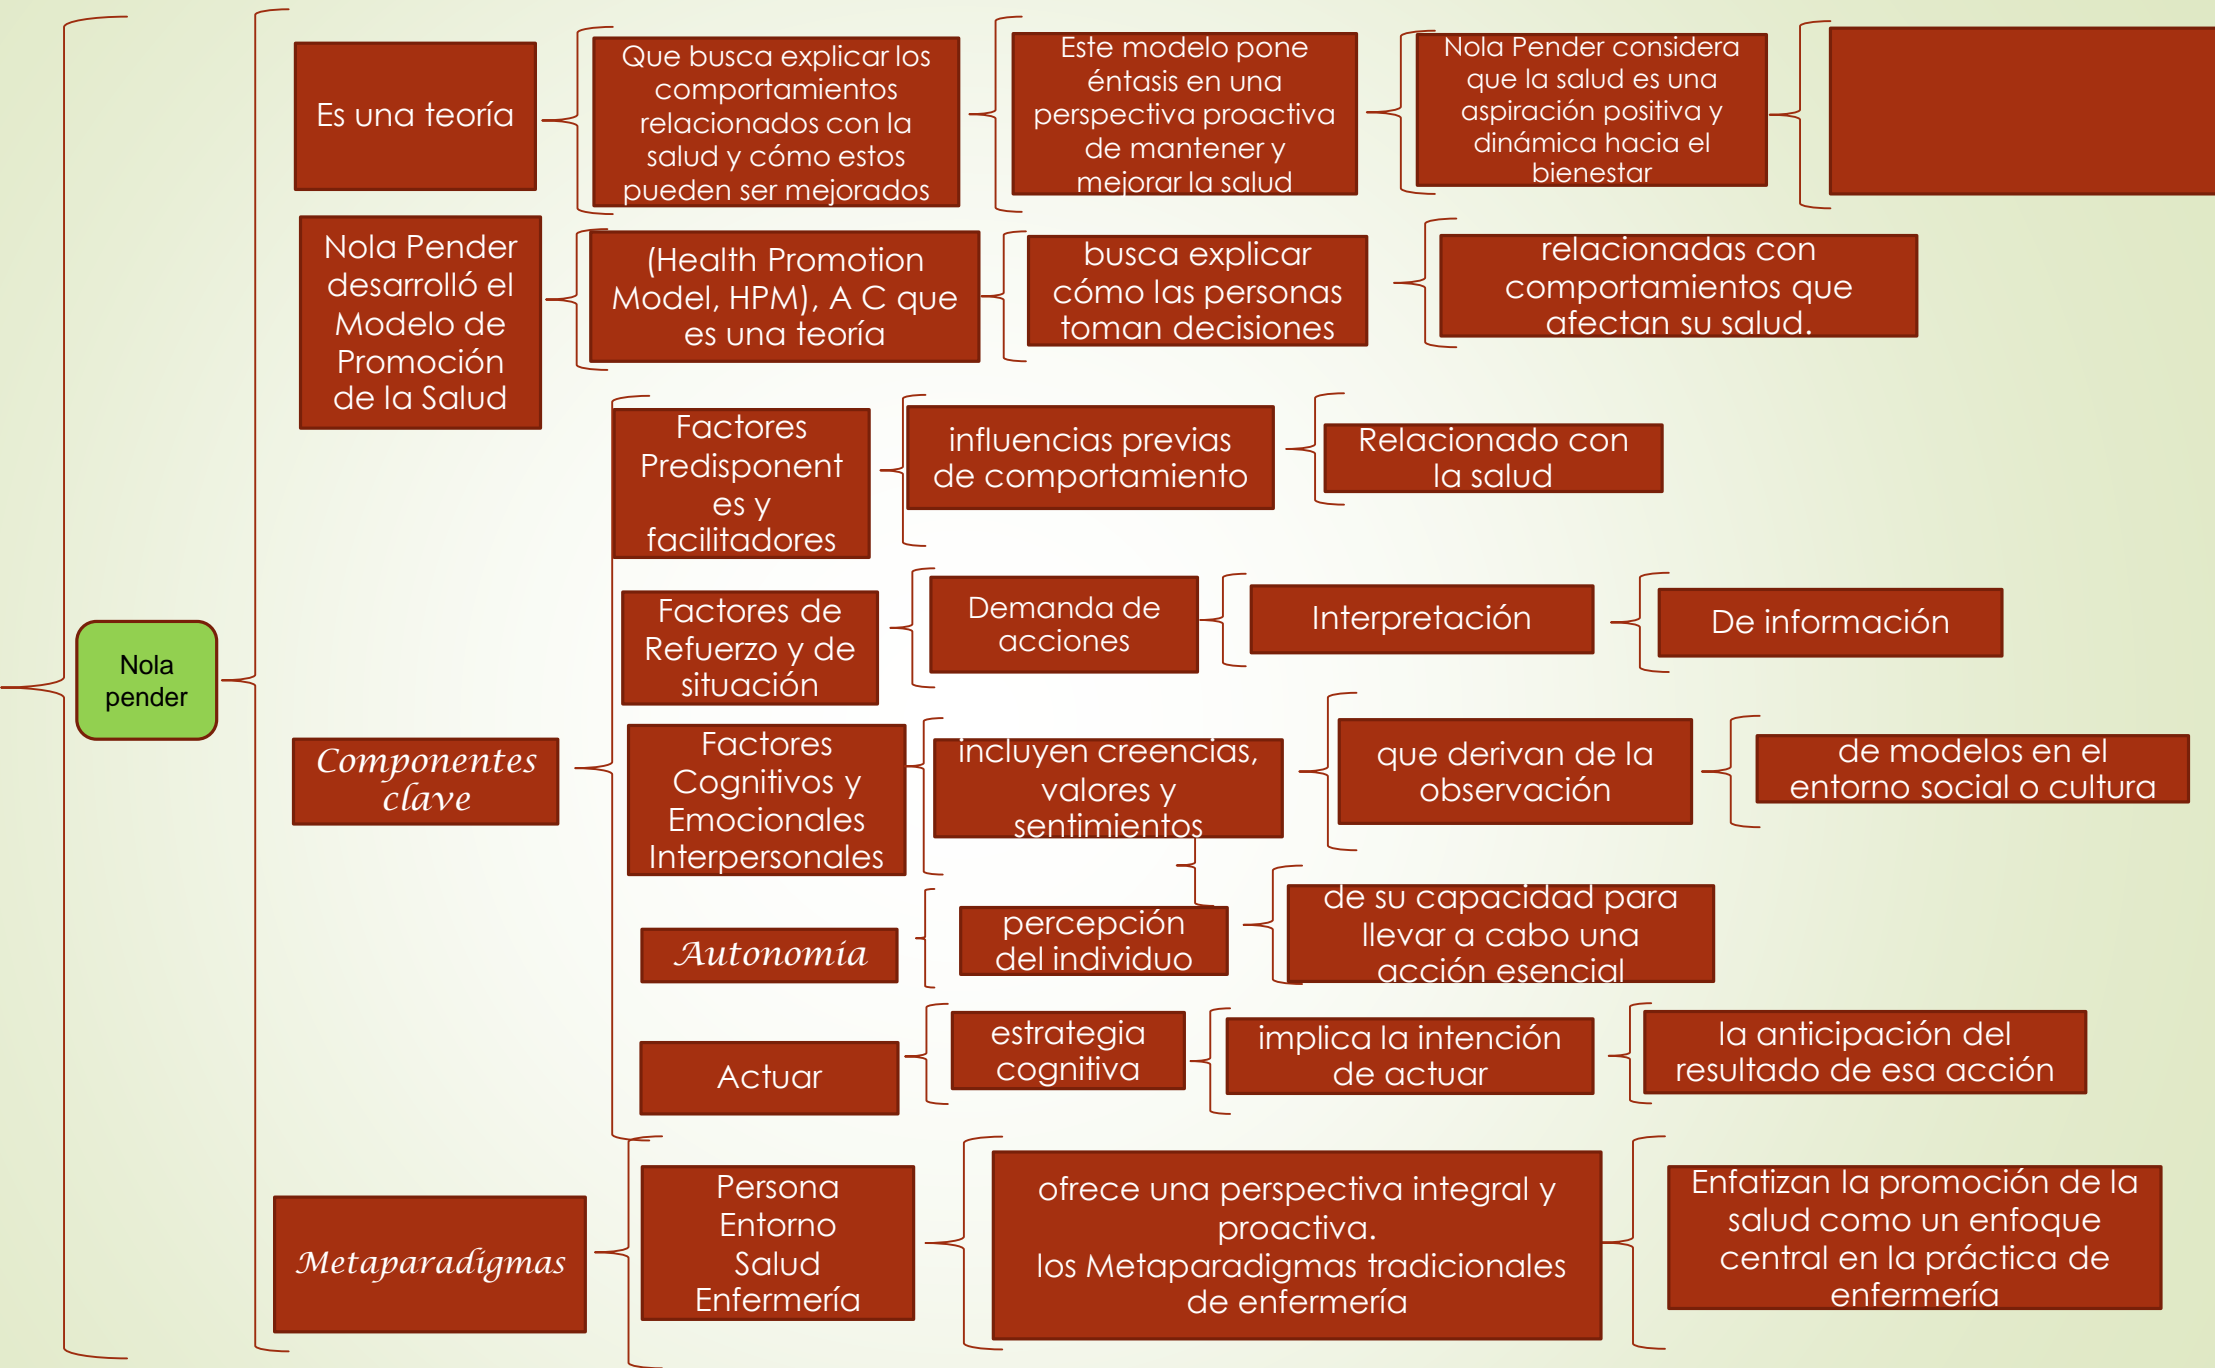 Nola
pender
Es una teoría
Que busca explicar los
comportamientos
relacionados con la
salud y cómo estos
pueden ser mejorados
Este modelo pone
éntasis en una
perspectiva proactiva
de mantener y
mejorar la salud
Nola Pender considera
que la salud es una
aspiración positiva y
dinámica hacia el
bienestar
Nola Pender
desarrolló el
Modelo de
Promoción
de la Salud
(Health Promotion
Model, HPM), A C que
es una teoría
busca explicar
cómo las personas
toman decisiones
relacionadas con
comportamientos que
afectan su salud.
Componentes
clave
Factores
Predisponent
es y
facilitadores
influencias previas
de comportamiento
Relacionado con
la salud
Factores de
Refuerzo y de
situación
Demanda de
acciones
Interpretación
De información
Factores
Cognitivos y
Emocionales
Interpersonales
incluyen creencias,
valores y
sentimientos
que derivan de la
observación
de modelos en el
entorno social o cultura
Autonomía
percepción
del individuo
de su capacidad para
llevar a cabo una
acción esencial
Actuar
estrategia
cognitiva
implica la intención
de actuar
la anticipación del
resultado de esa acción
Metaparadigmas
Persona
Entorno
Salud
Enfermería
ofrece una perspectiva integral y
proactiva.
los Metaparadigmas tradicionales
de enfermería
Enfatizan la promoción de la
salud como un enfoque
central en la práctica de
enfermería